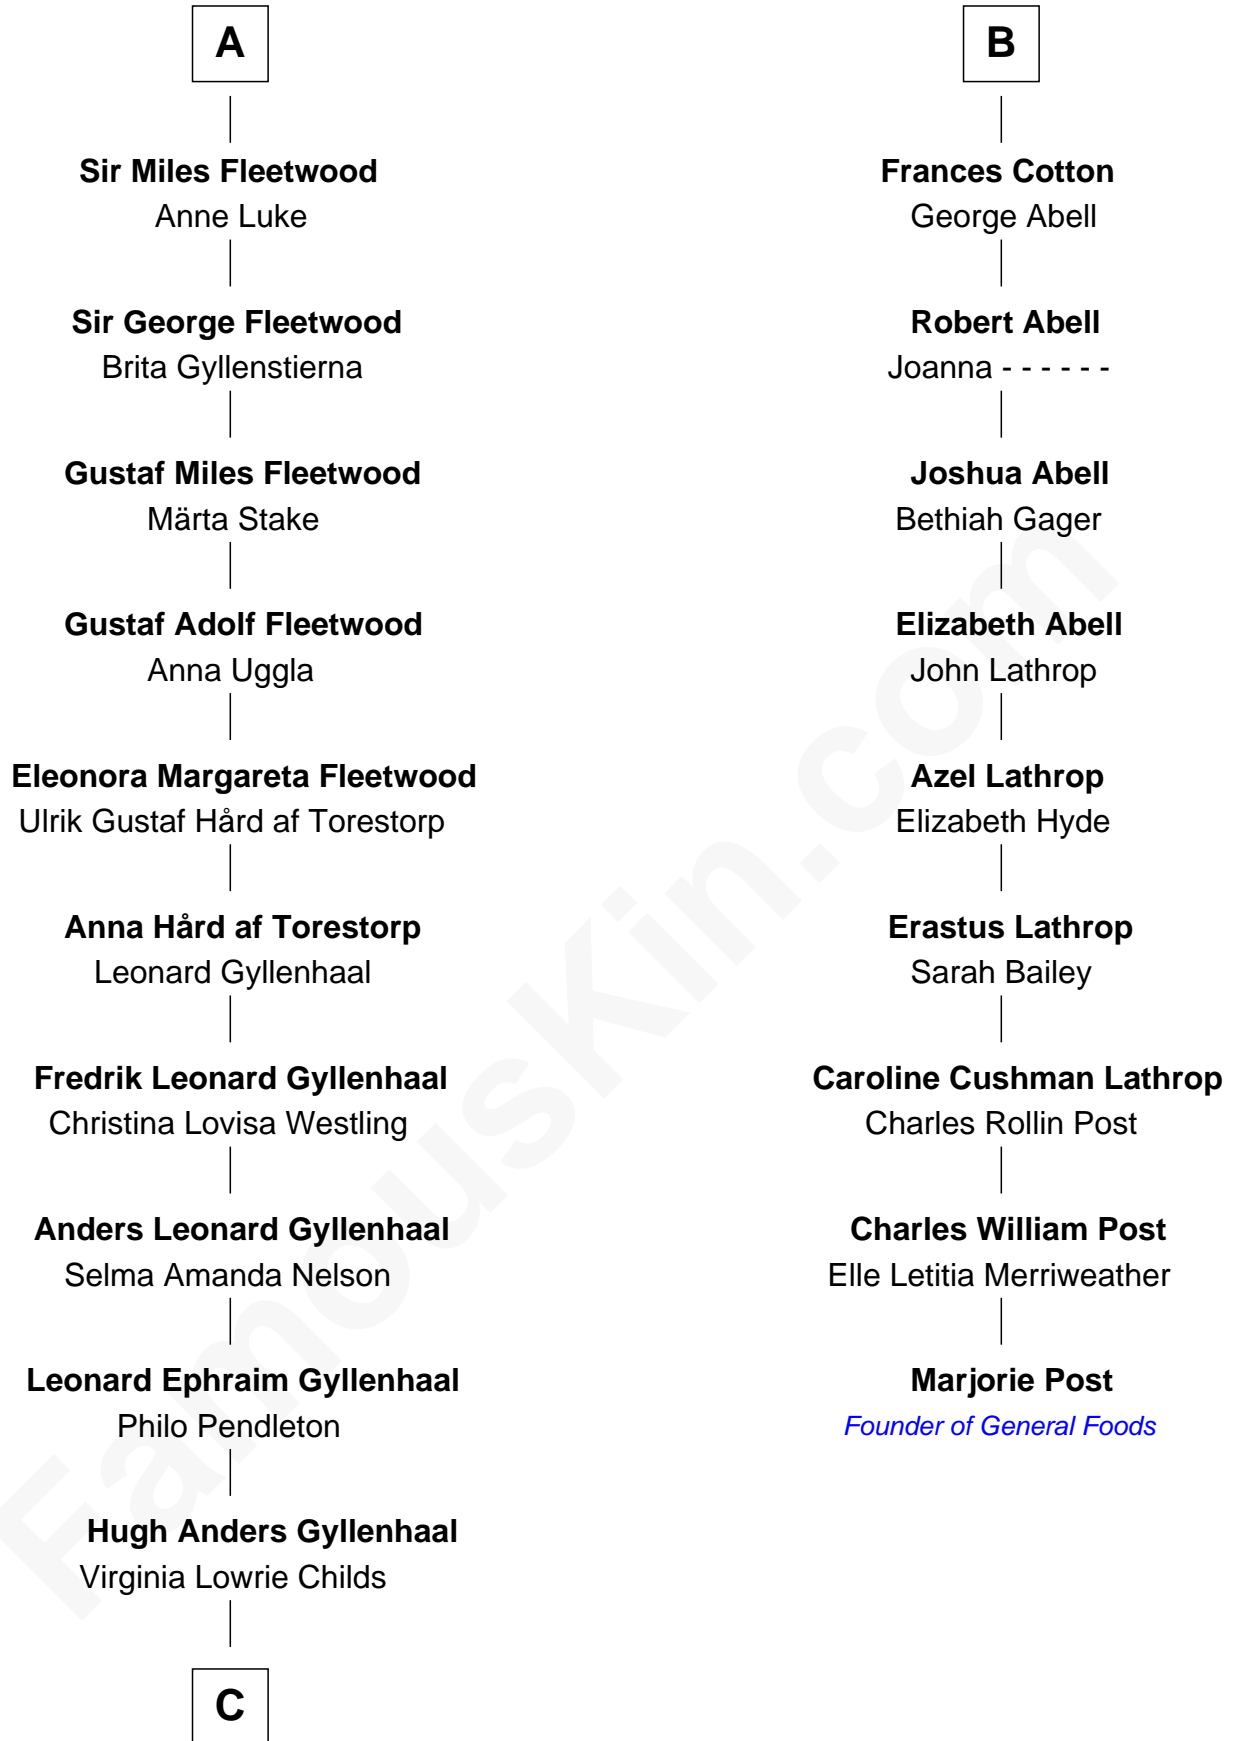 A
Sir Miles Fleetwood
Anne Luke
Sir George Fleetwood
Brita Gyllenstierna
Gustaf Miles Fleetwood
Märta Stake
Gustaf Adolf Fleetwood
Anna Uggla
Eleonora Margareta Fleetwood
Ulrik Gustaf Hård af Torestorp
Anna Hård af Torestorp
Leonard Gyllenhaal
Fredrik Leonard Gyllenhaal
Christina Lovisa Westling
Anders Leonard Gyllenhaal
Selma Amanda Nelson
Leonard Ephraim Gyllenhaal
Philo Pendleton
Hugh Anders Gyllenhaal
Virginia Lowrie Childs
C
B
Frances Cotton
George Abell
Robert Abell
Joanna - - - - - -
Joshua Abell
Bethiah Gager
Elizabeth Abell
John Lathrop
Azel Lathrop
Elizabeth Hyde
Erastus Lathrop
Sarah Bailey
Caroline Cushman Lathrop
Charles Rollin Post
Charles William Post
Elle Letitia Merriweather
Marjorie Post
Founder of General Foods
FamousKin.com